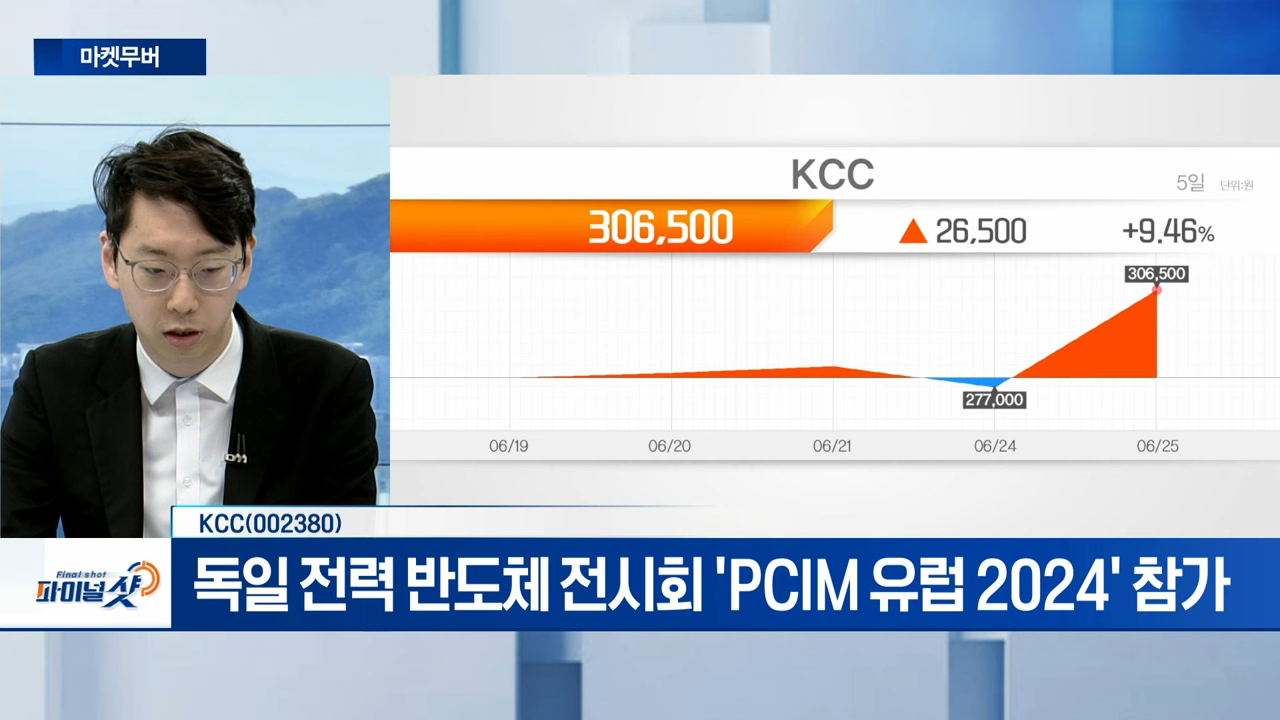 마켓무버
KCC
5일 단위:원
306,500 ▲ 26,500 +9.46%
306,500
277,000
06/19 06/20 06/21 06/24 06/25
KCC(002380)
Final shot
파이널샷
독일 전력 반도체 전시회 'PCIM 유럽 2024' 참가